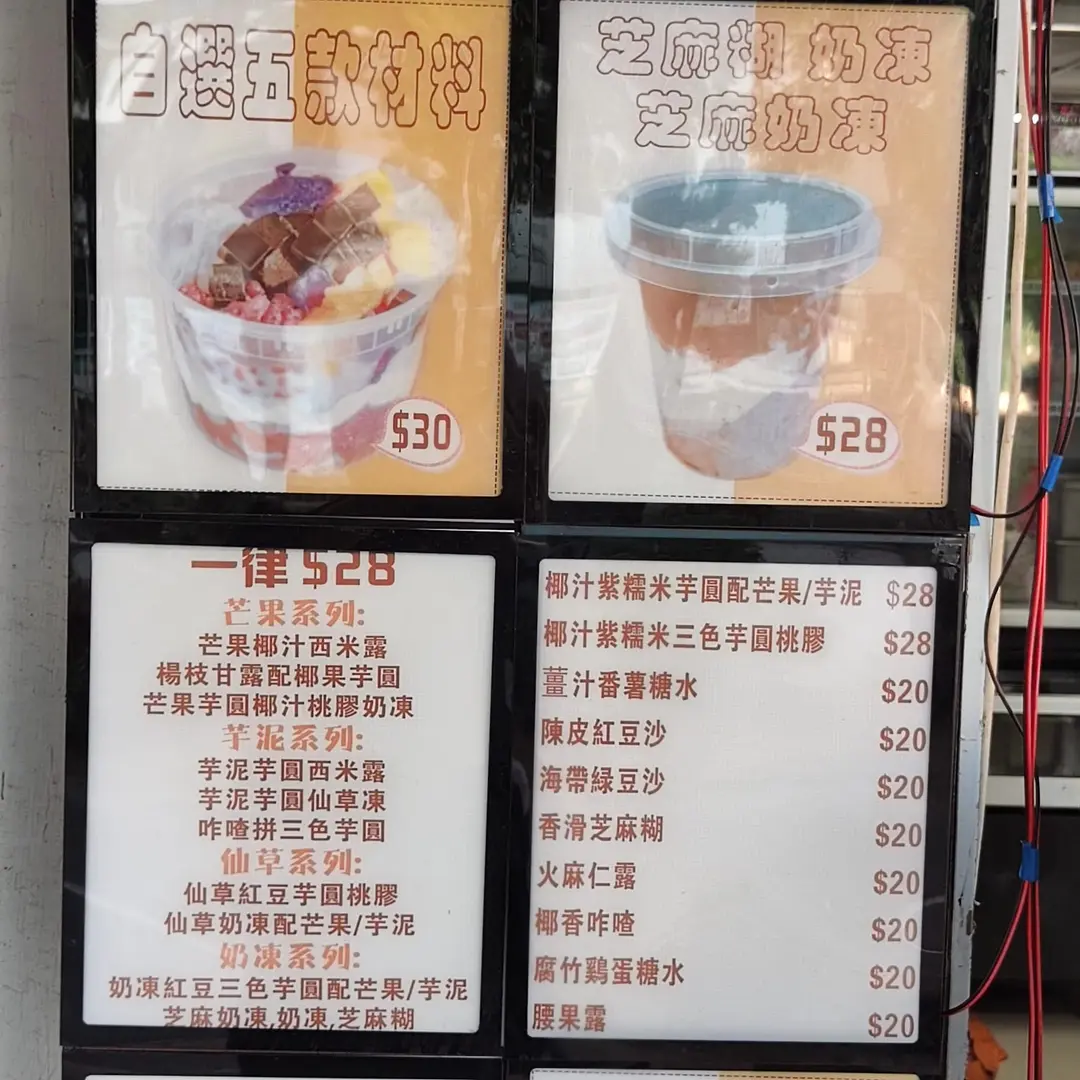 自選五款材料
$30
芝麻糊 奶凍
芝麻奶凍
$28
一律 $28
芒果系列:
芒果椰汁西米露
楊枝甘露配椰果芋圓
芒果芋圓椰汁桃膠奶凍
芋泥系列:
芋泥芋圓西米露
芋泥芋圓仙草凍
咋喳拼三色芋圓
仙草系列:
仙草紅豆芋圓桃膠
仙草奶凍配芒果/芋泥
奶凍系列:
奶凍紅豆三色芋圓配芒果/芋泥
芝麻奶凍,奶凍,芝麻糊
椰汁紫糯米芋圓配芒果/芋泥 $28
椰汁紫糯米三色芋圓桃膠 $28
薑汁番薯糖水 $20
陳皮紅豆沙 $20
海帶綠豆沙 $20
香滑芝麻糊 $20
火麻仁露 $20
椰香咋喳 $20
腐竹鷄蛋糖水 $20
腰果露 $20